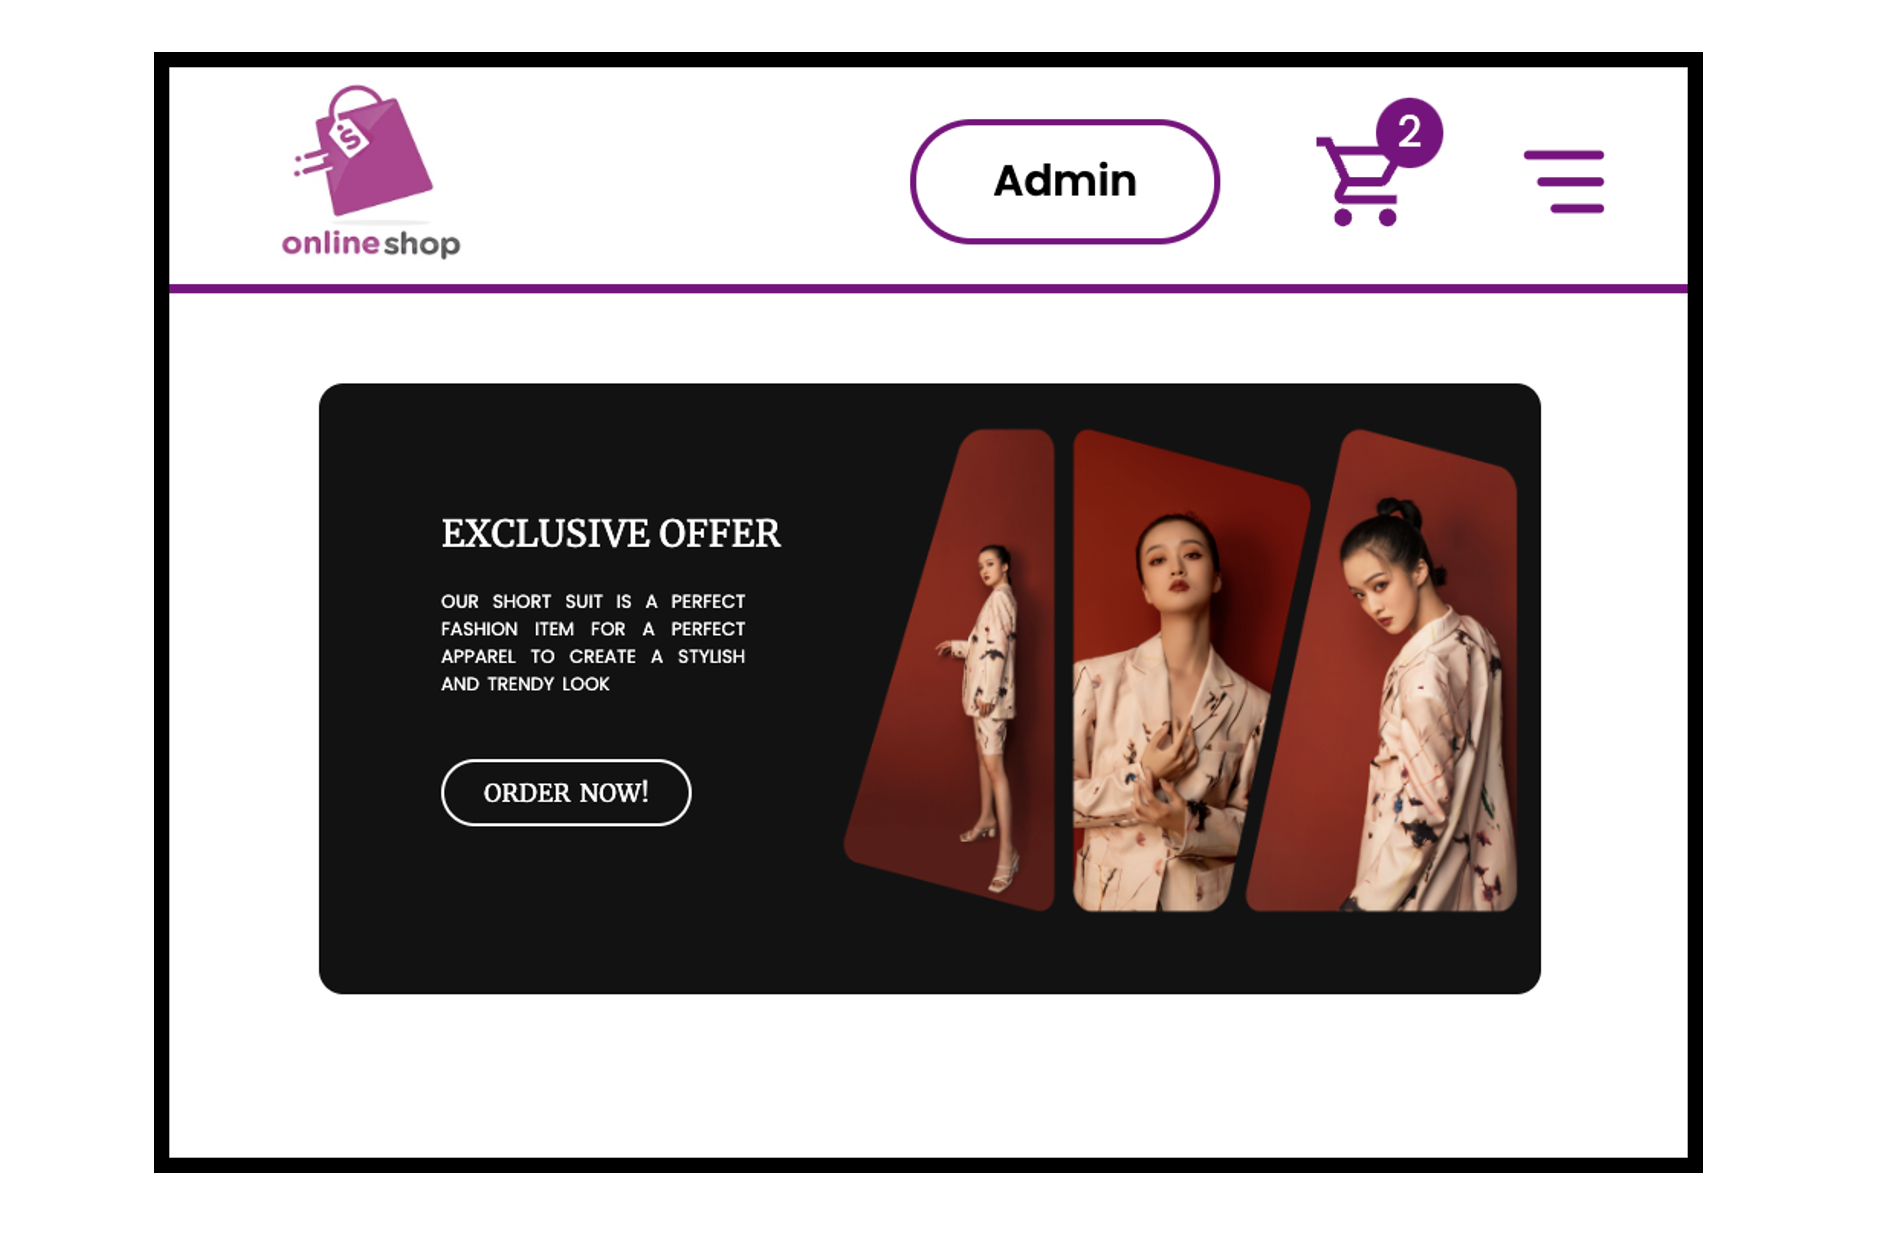 $
onlineshop
Admin
2
EXCLUSIVE OFFER
OUR SHORT SUIT IS A PERFECT
FASHION ITEM FOR A PERFECT
APPAREL TO CREATE A STYLISH
AND TRENDY LOOK
ORDER NOW!